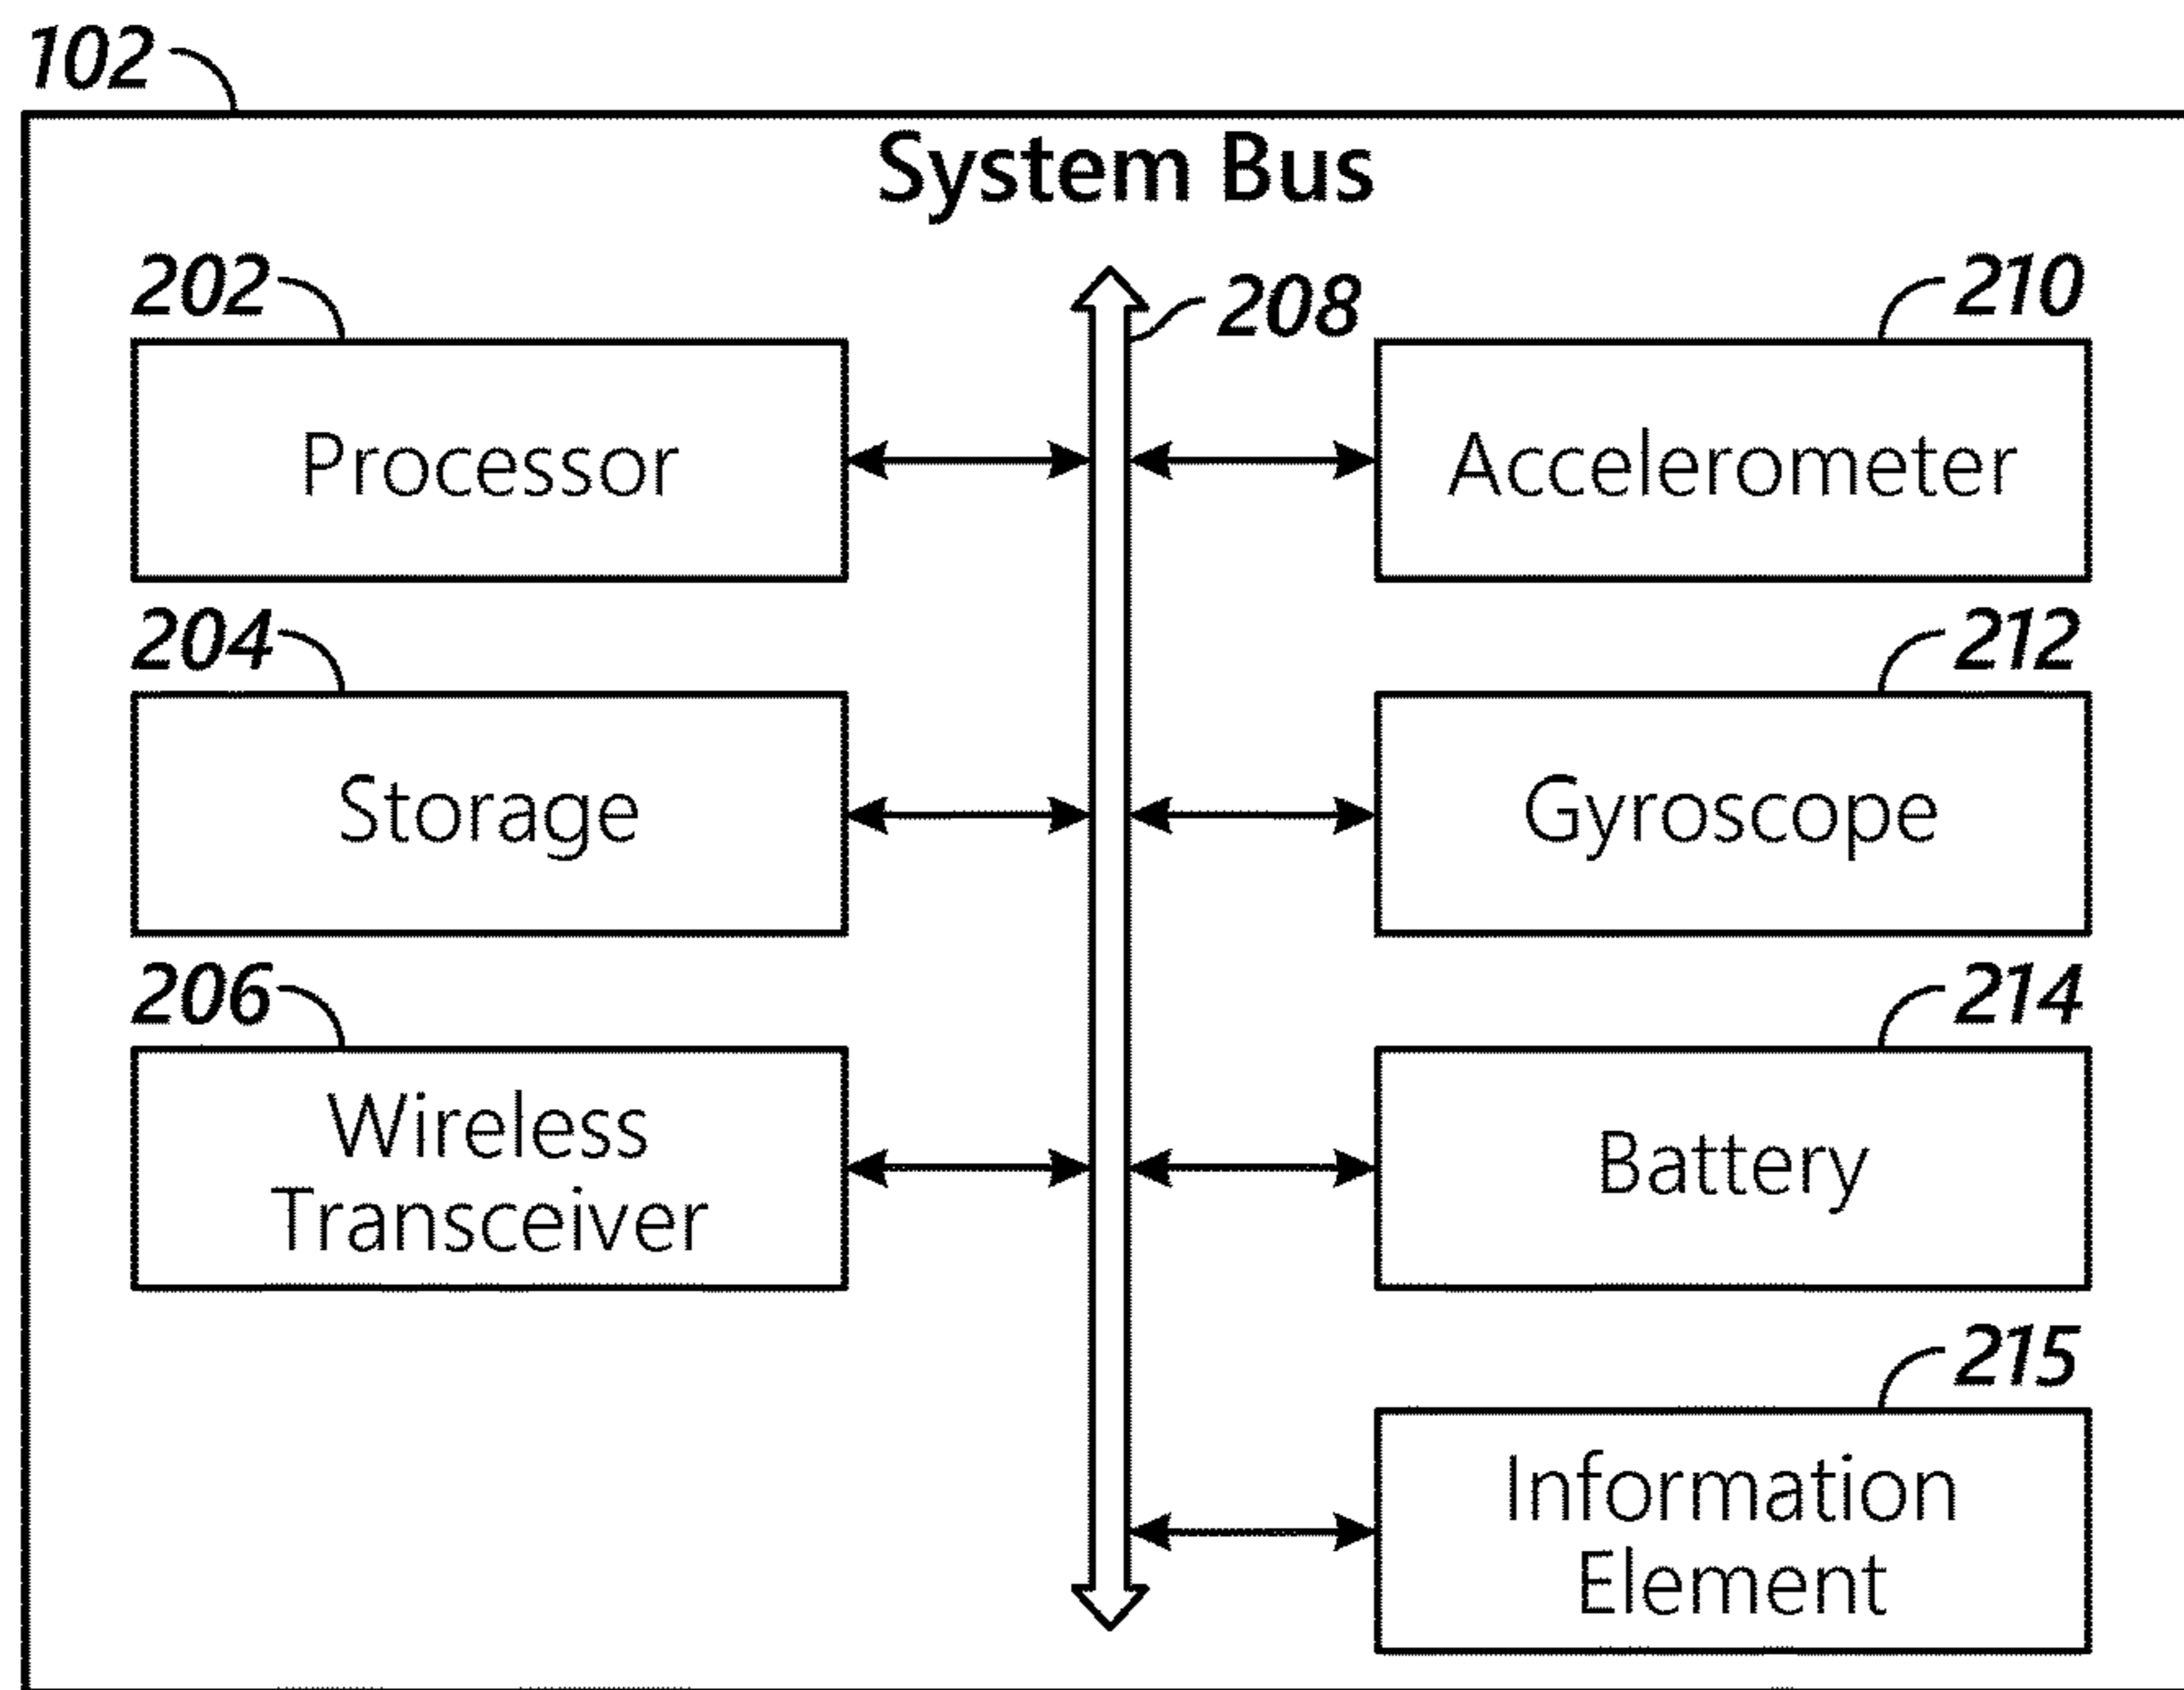 102
System Bus
202
208
210
Processor
Accelerometer
204
212
Storage
Gyroscope
206
214
Wireless
Transceiver
Battery
215
Information
Element